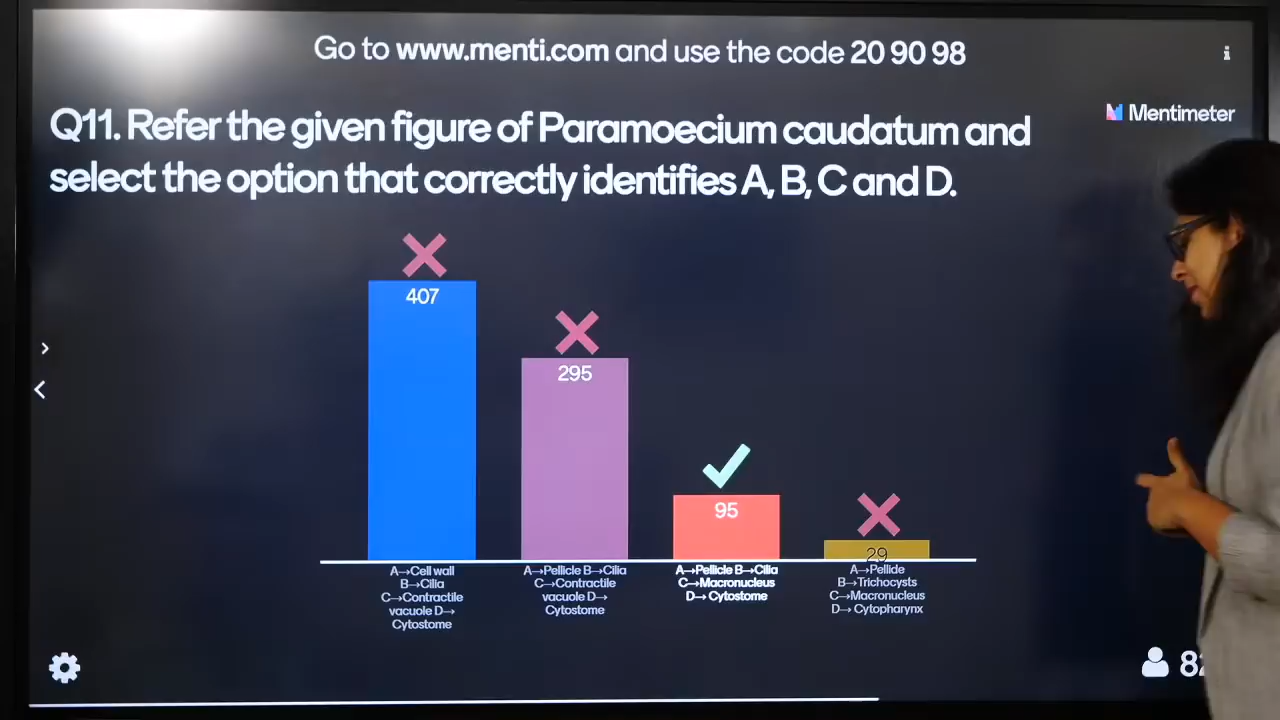 Go to www.menti.com and use the code 20 90 98
i
Mentimeter
Q11. Refer the given figure of Paramoecium caudatum and
select the option that correctly identifies A, B, C and D.
407
295
95
29
A→Cell wall
B→Cilia
C→Contractile
vacuole D→
Cytostome
A→Pellicle B→Cilia
C→Contractile
vacuole D→
Cytostome
A→Pellicle B→Cilia
C→Macronucleus
D→ Cytostome
A→Pellide
B→Trichocysts
C→Macronucleus
D→ Cytopharynx